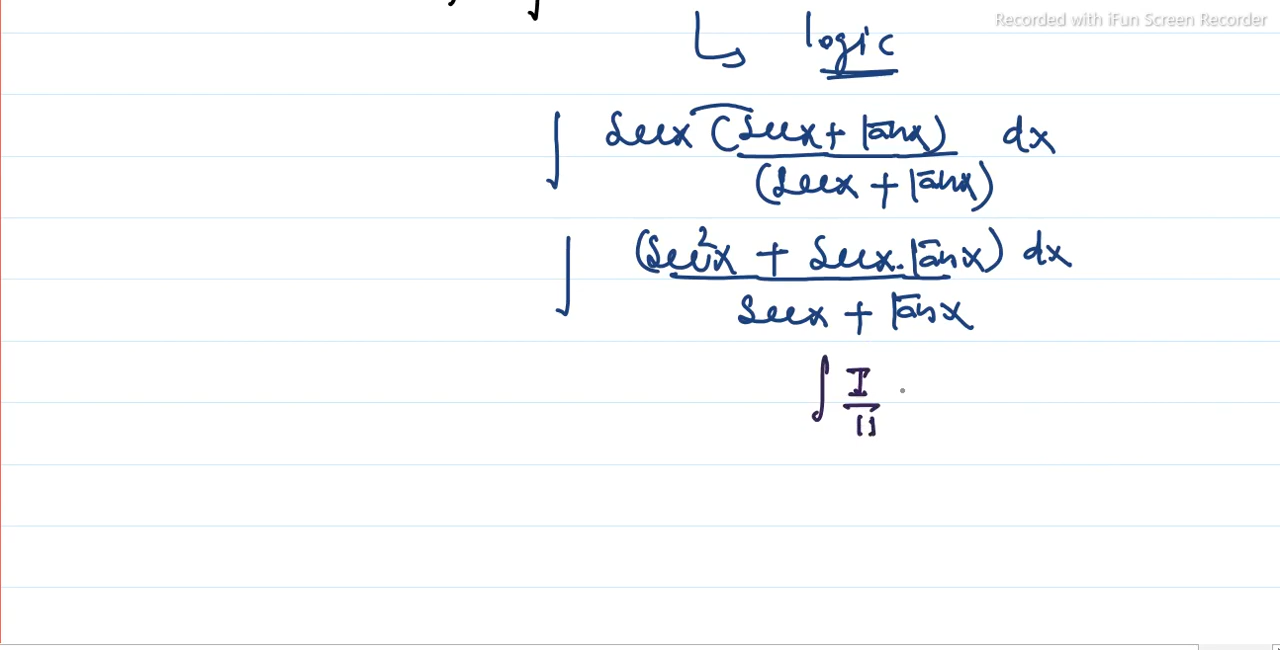 Recorded with iFun Screen Recorder
↳ logic
∫ secx (secx + tanx) / (secx + tanx) dx
∫ (sec²x + secx.tanx) dx / secx + tanx
∫ I / II